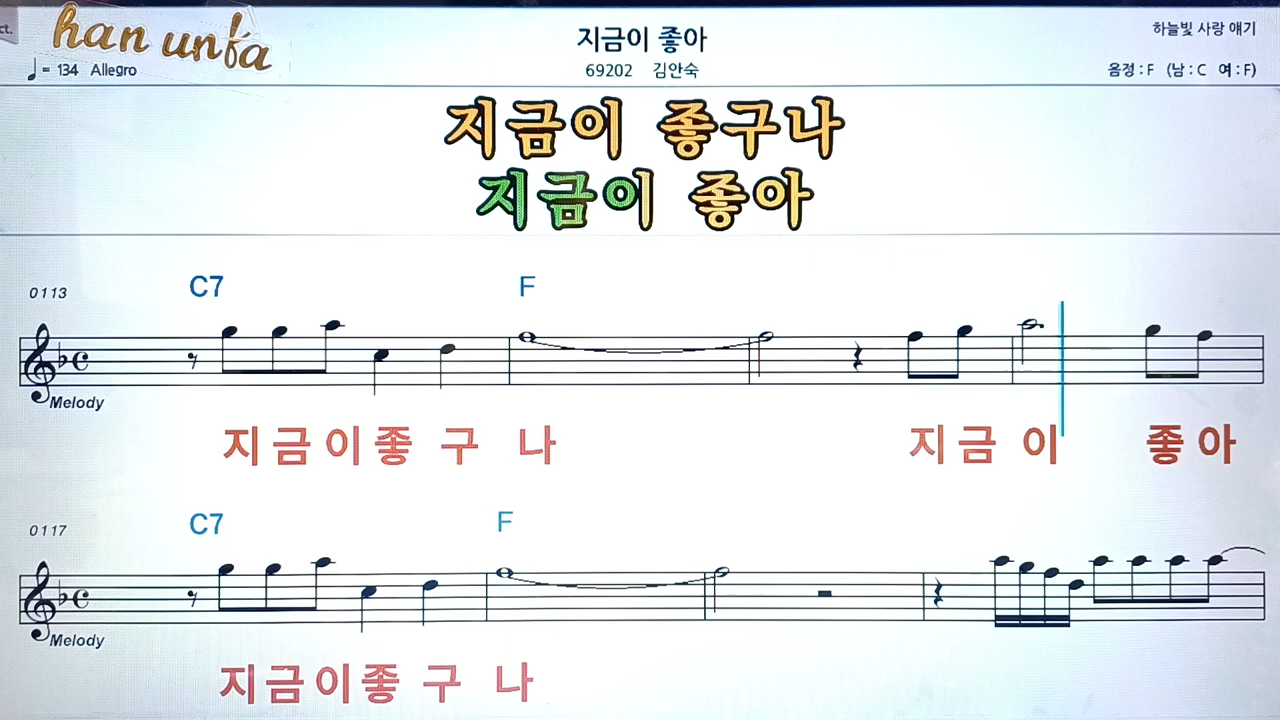 ct.
han unfa
지금이 좋아
하늘빛 사랑 얘기
♩= 134 Allegro
69202 김안숙
음정 : F (남 : C 여 : F)
지금이 좋구나
지금이 좋아
C7 F
0113
Melody
지 금 이 좋 구 나 지 금 이 좋 아
C7 F
0117
Melody
지 금 이 좋 구 나